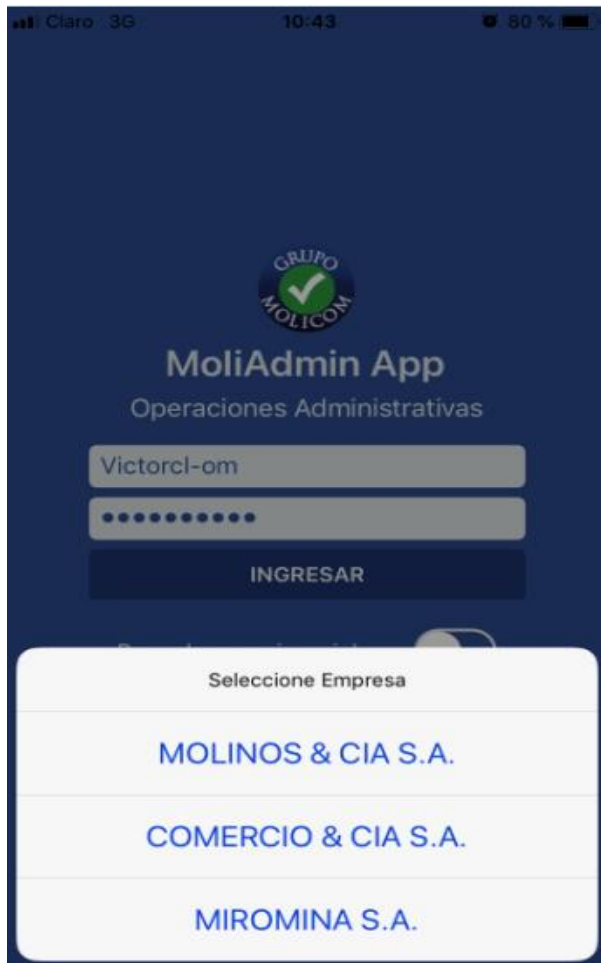 Claro 3G 10:43 80 %
GRUPO
MOLICOM
MoliAdmin App
Operaciones Administrativas
Victorcl-om
••••••••••
INGRESAR
Seleccione Empresa
MOLINOS & CIA S.A.
COMERCIO & CIA S.A.
MIROMINA S.A.